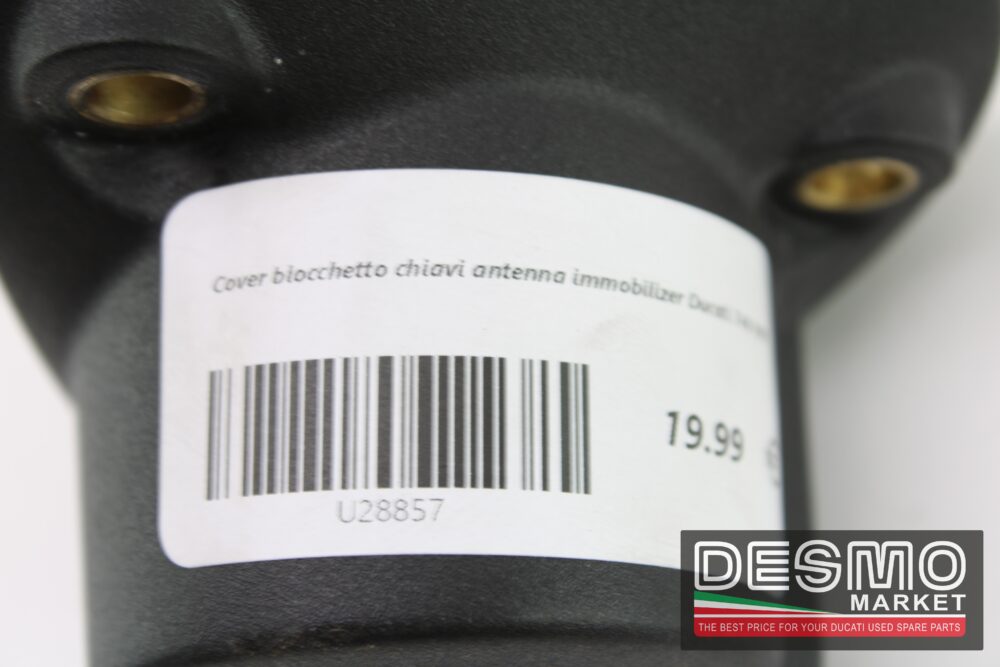 Cover blocchetto chiavi antenna immobilizer Ducati
19.99
U28857
DESMO
MARKET
THE BEST PRICE FOR YOUR DUCATI USED SPARE PARTS